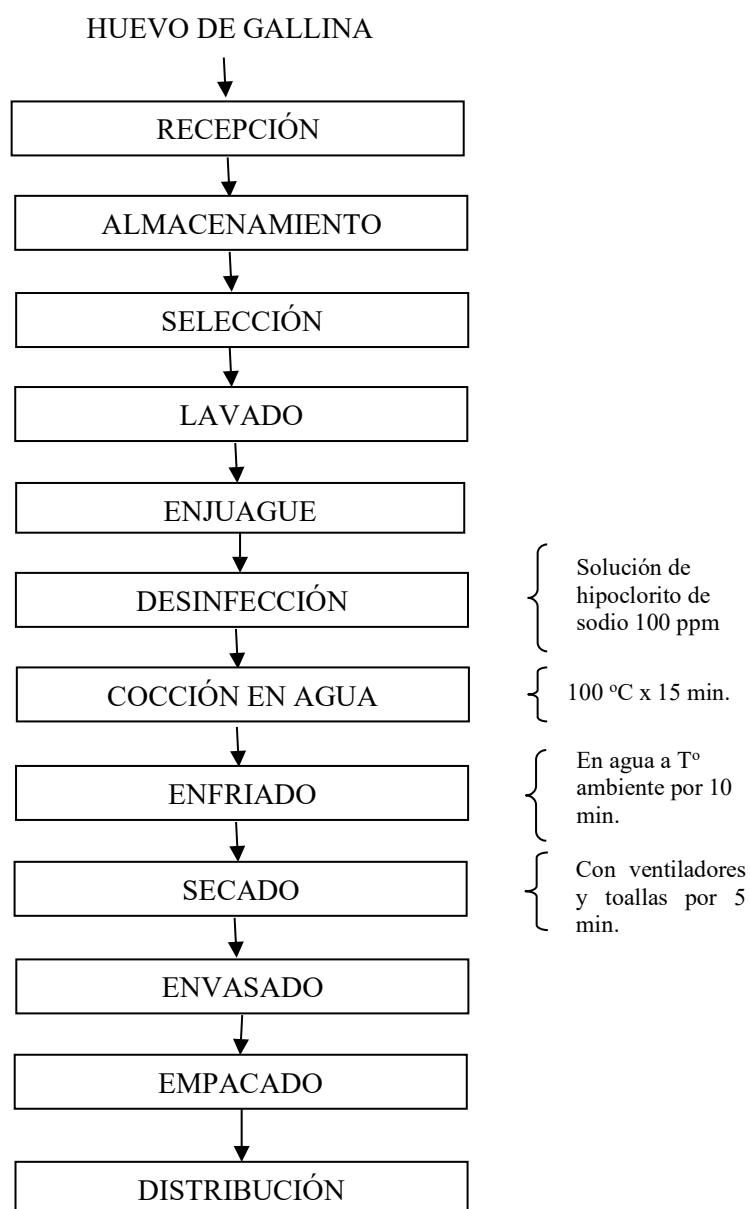 HUEVO DE GALLINA
RECEPCIÓN
ALMACENAMIENTO
SELECCIÓN
LAVADO
ENJUAGUE
DESINFECCIÓN
Solución de
hipoclorito de
sodio 100 ppm
COCCIÓN EN AGUA
100 ºC x 15 min.
ENFRIADO
En agua a Tº
ambiente por 10
min.
SECADO
Con ventiladores
y toallas por 5
min.
ENVASADO
EMPACADO
DISTRIBUCIÓN